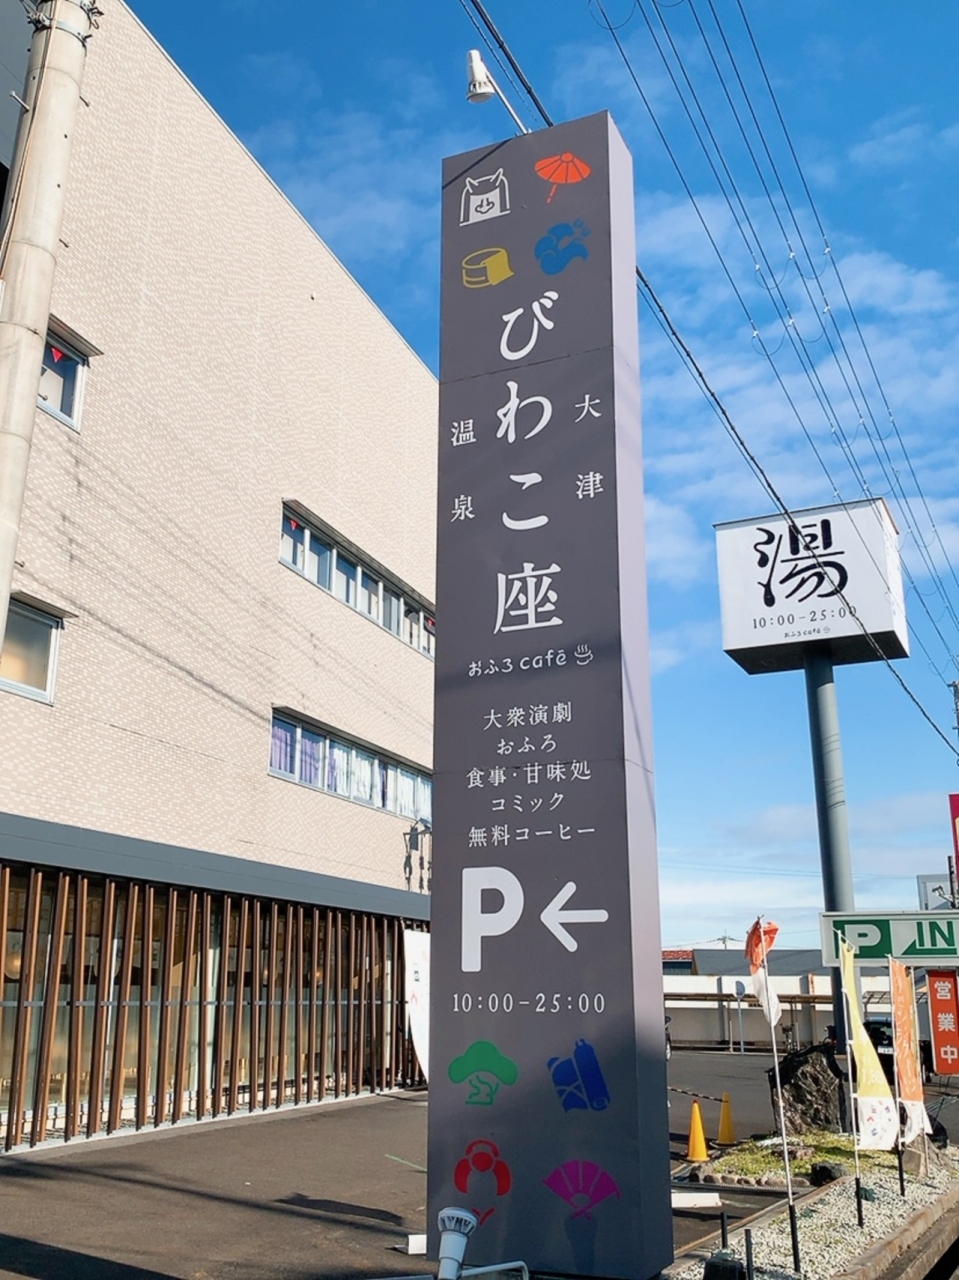 大津
びわこ座
温泉
おふろcafé
大衆演劇
おふろ
食事・甘味処
コミック
無料コーヒー
P←
10:00-25:00
湯
10:00-25:00
おふろcafé
P IN
営業中